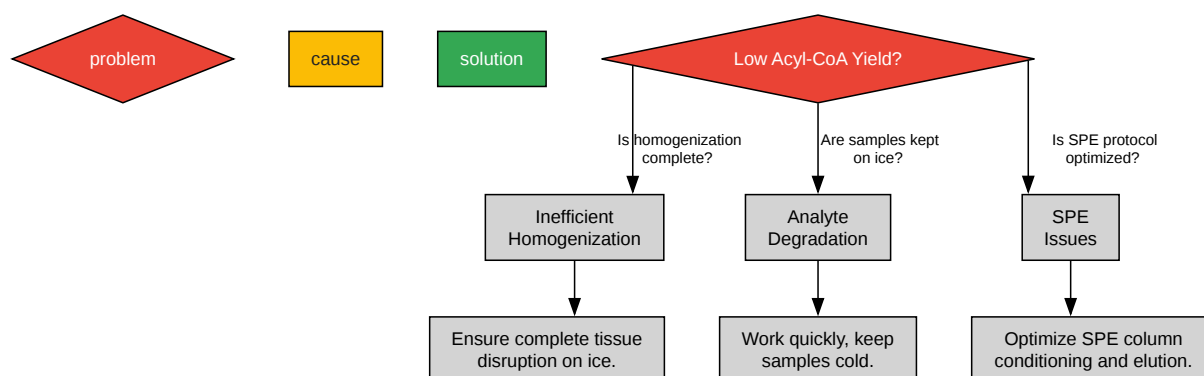 problem
cause
solution
Low Acyl-CoA Yield?
Is homogenization
complete?
Are samples kept
on ice?
Is SPE protocol
optimized?
Inefficient
Homogenization
Analyte
Degradation
SPE
Issues
Ensure complete tissue
disruption on ice.
Work quickly, keep
samples cold.
Optimize SPE column
conditioning and elution.